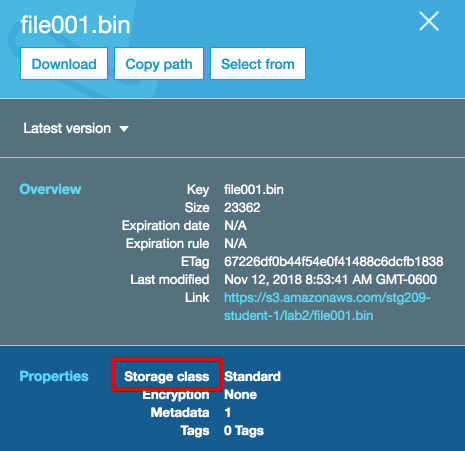 file001.bin
Download Copy path Select from
Latest version
Overview Key file001.bin
Size 23362
Expiration date N/A
Expiration rule N/A
ETag 67226df0b44f54e0f41488c6dcfb1838
Last modified Nov 12, 2018 8:53:41 AM GMT-0600
Link https://s3.amazonaws.com/stg209-
student-1/lab2/file001.bin
Properties Storage class Standard
Encryption None
Metadata 1
Tags 0 Tags